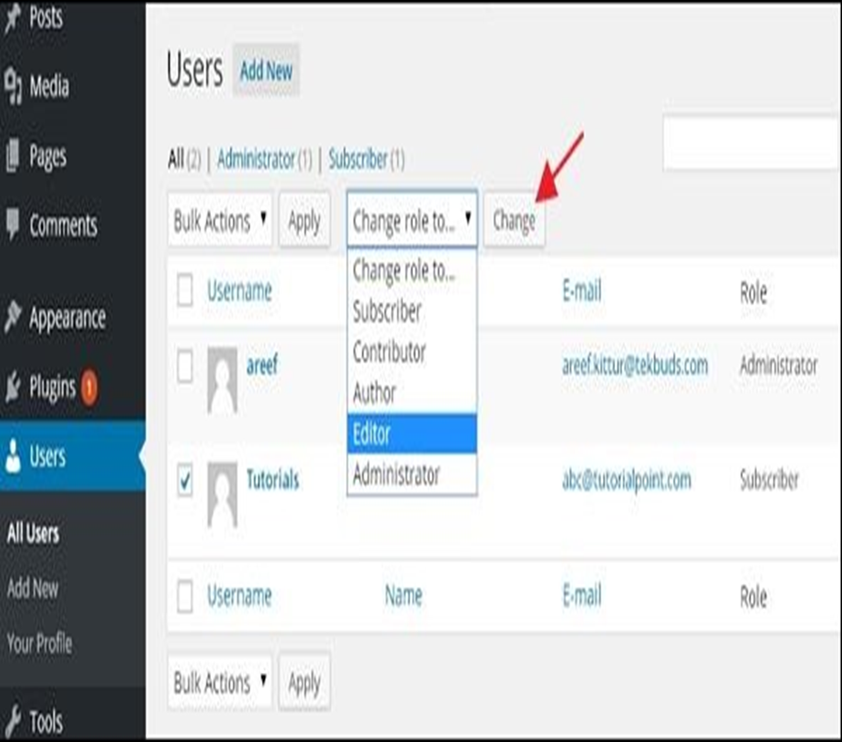 Posts
Media
Pages
Comments
Appearance
Plugins 1
Users
All Users
Add New
Your Profile
Tools
Users Add New
All (2) | Administrator (1) | Subscriber (1)
Bulk Actions Apply Change role to... Change
Change role to...
Subscriber
Contributor
Author
Editor
Administrator
Username E-mail Role
areef areef.kittur@tekbuds.com Administrator
Tutorials abc@tutorialpoint.com Subscriber
Username Name E-mail Role
Bulk Actions Apply